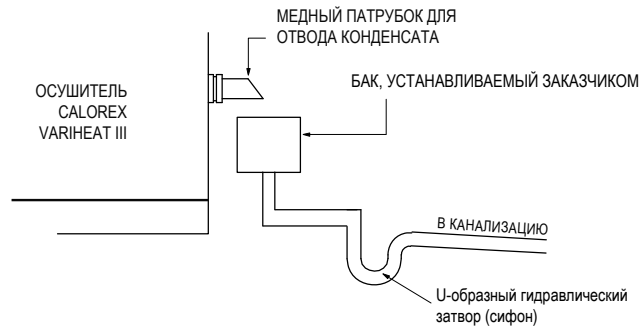 МЕДНЫЙ ПАТРУБОК ДЛЯ
ОТВОДА КОНДЕНСАТА
БАК, УСТАНАВЛИВАЕМЫЙ ЗАКАЗЧИКОМ
ОСУШИТЕЛЬ
CALOREX
VARIHEAT III
В КАНАЛИЗАЦИЮ
U-образный гидравлический
затвор (сифон)